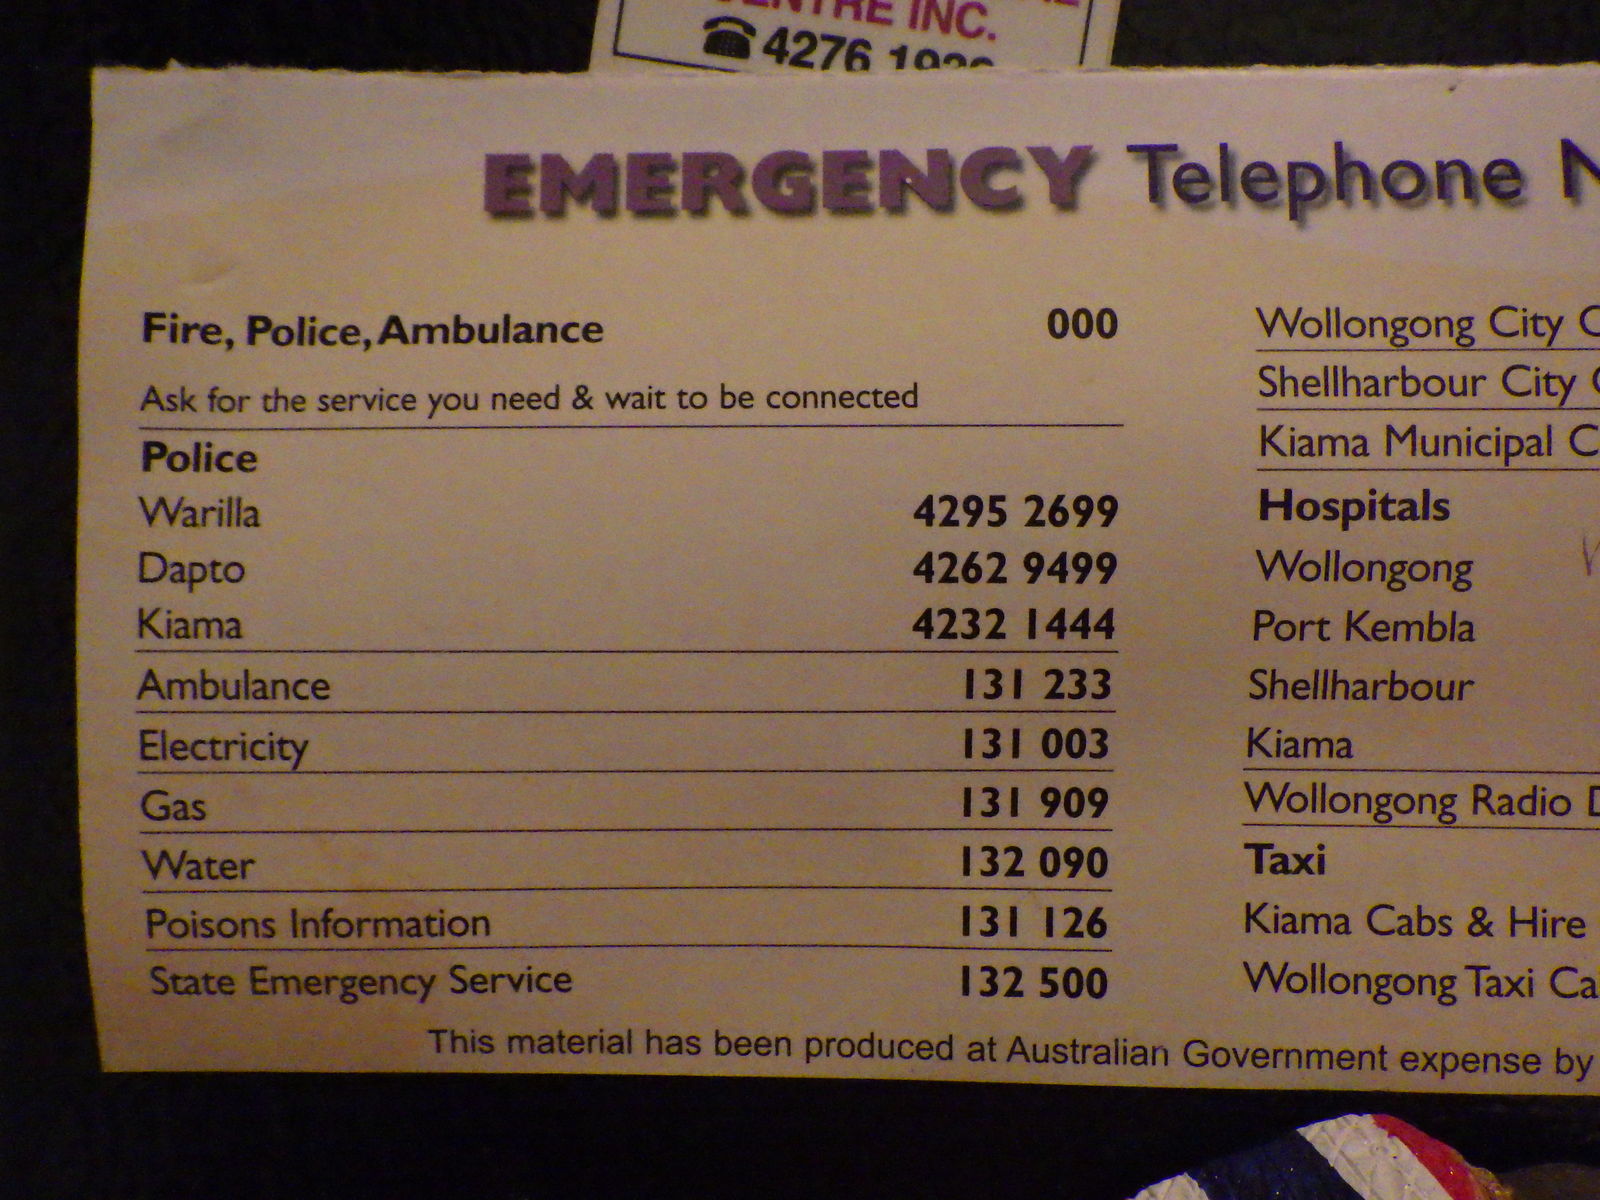 INC.
4276
EMERGENCY Telephone
Fire, Police, Ambulance 000
Ask for the service you need & wait to be connected
Police
Warilla 4295 2699
Dapto 4262 9499
Kiama 4232 1444
Ambulance 131 233
Electricity 131 003
Gas 131 909
Water 132 090
Poisons Information 131 126
State Emergency Service 132 500
Wollongong City
Shellharbour City
Kiama Municipal
Hospitals
Wollongong
Port Kembla
Shellharbour
Kiama
Wollongong Radio
Taxi
Kiama Cabs & Hire
Wollongong Taxi
This material has been produced at Australian Government expense by